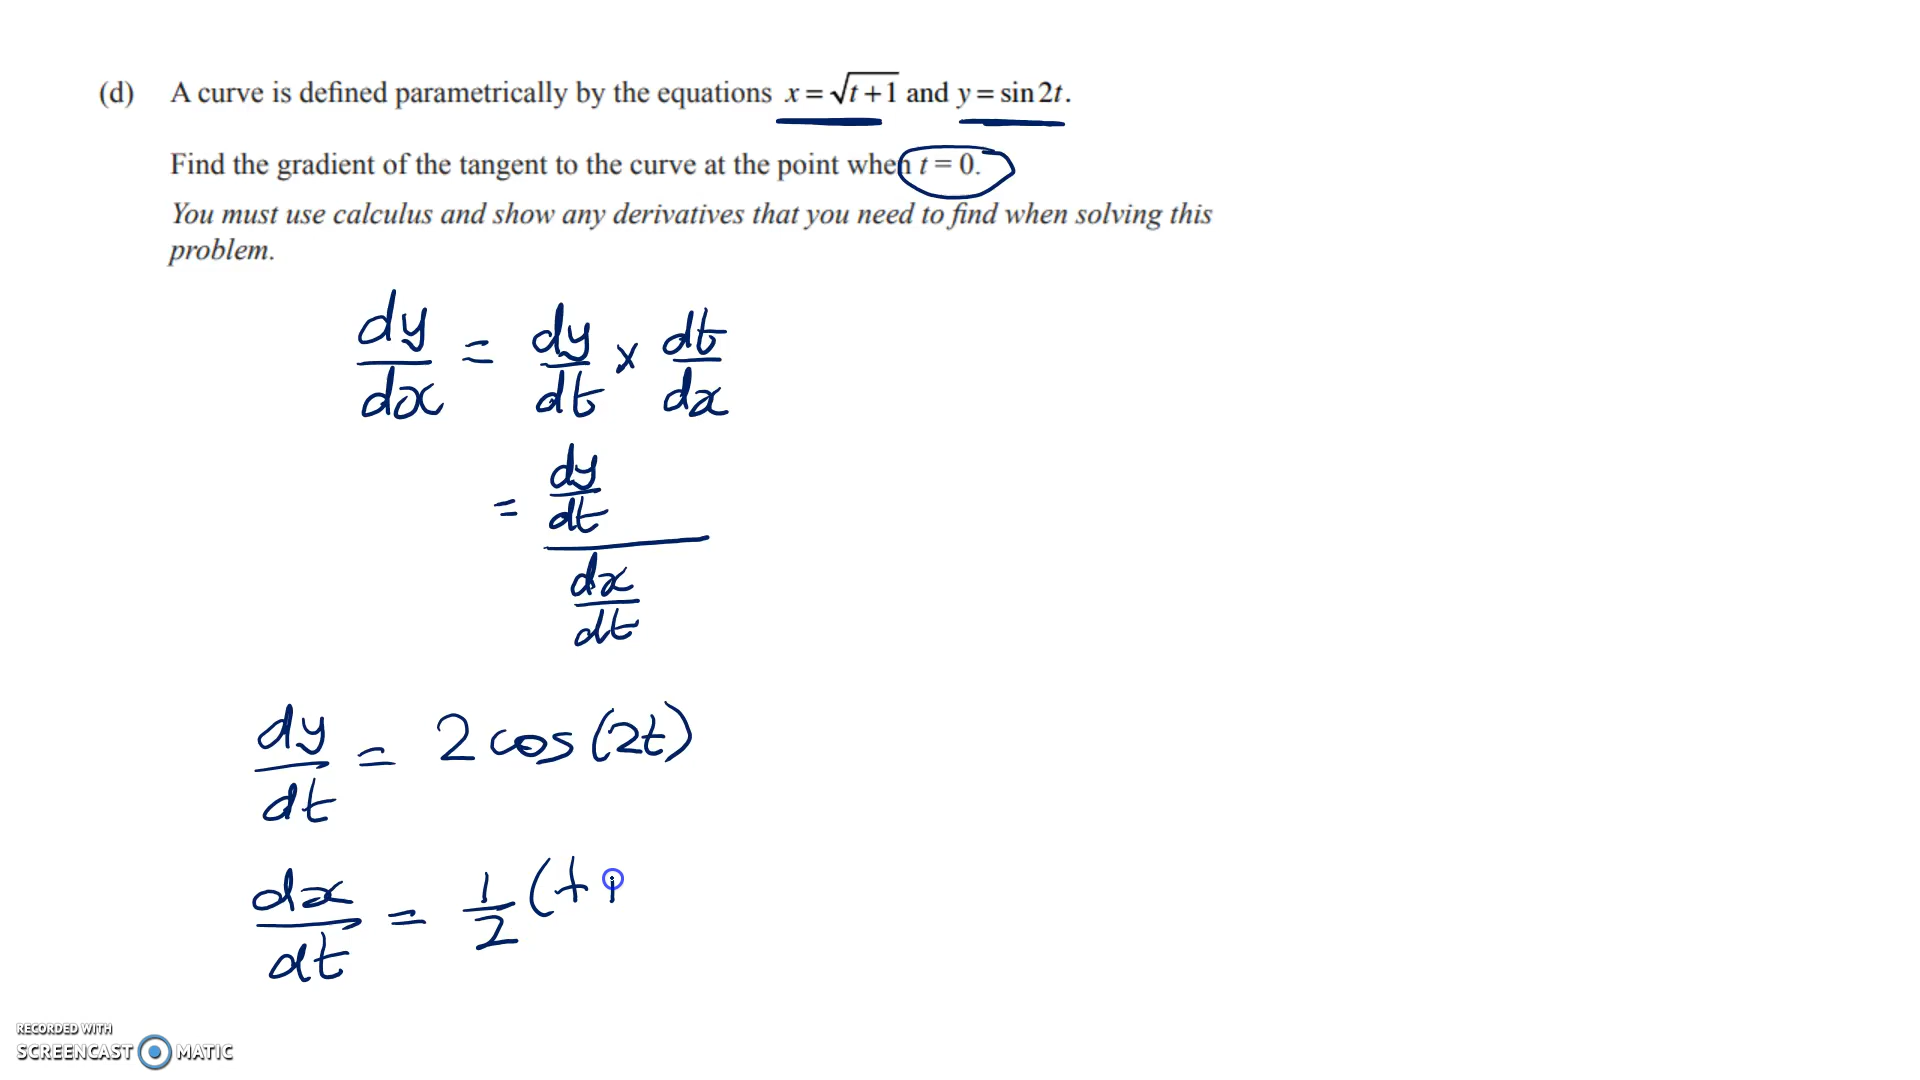 (d) A curve is defined parametrically by the equations x = √(t+1) and y = sin 2t.
Find the gradient of the tangent to the curve at the point when t = 0.
You must use calculus and show any derivatives that you need to find when solving this
problem.
dy/dx = dy/dt × dt/dx
= (dy/dt)/(dx/dt)
dy/dt = 2 cos(2t)
dx/dt = 1/2 (t
RECORDED WITH
SCREENCAST MATIC